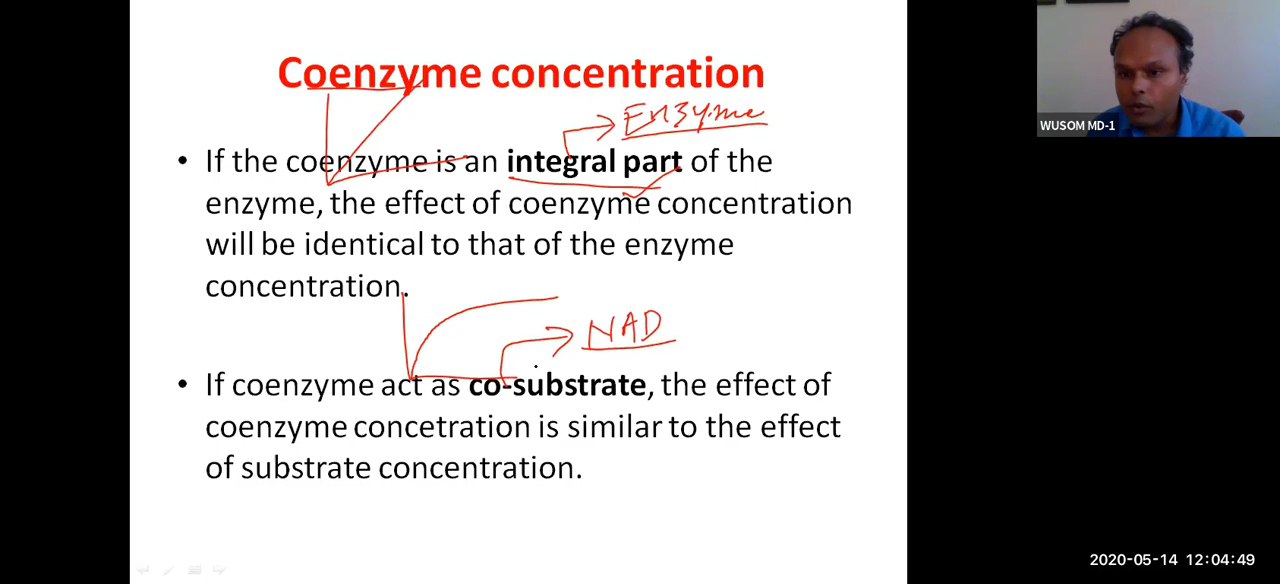 Coenzyme concentration
Enzyme
• If the coenzyme is an integral part of the
enzyme, the effect of coenzyme concentration
will be identical to that of the enzyme
concentration.
NAD
• If coenzyme act as co-substrate, the effect of
coenzyme concetration is similar to the effect
of substrate concentration.
WUSOM MD-1
2020-05-14 12:04:49